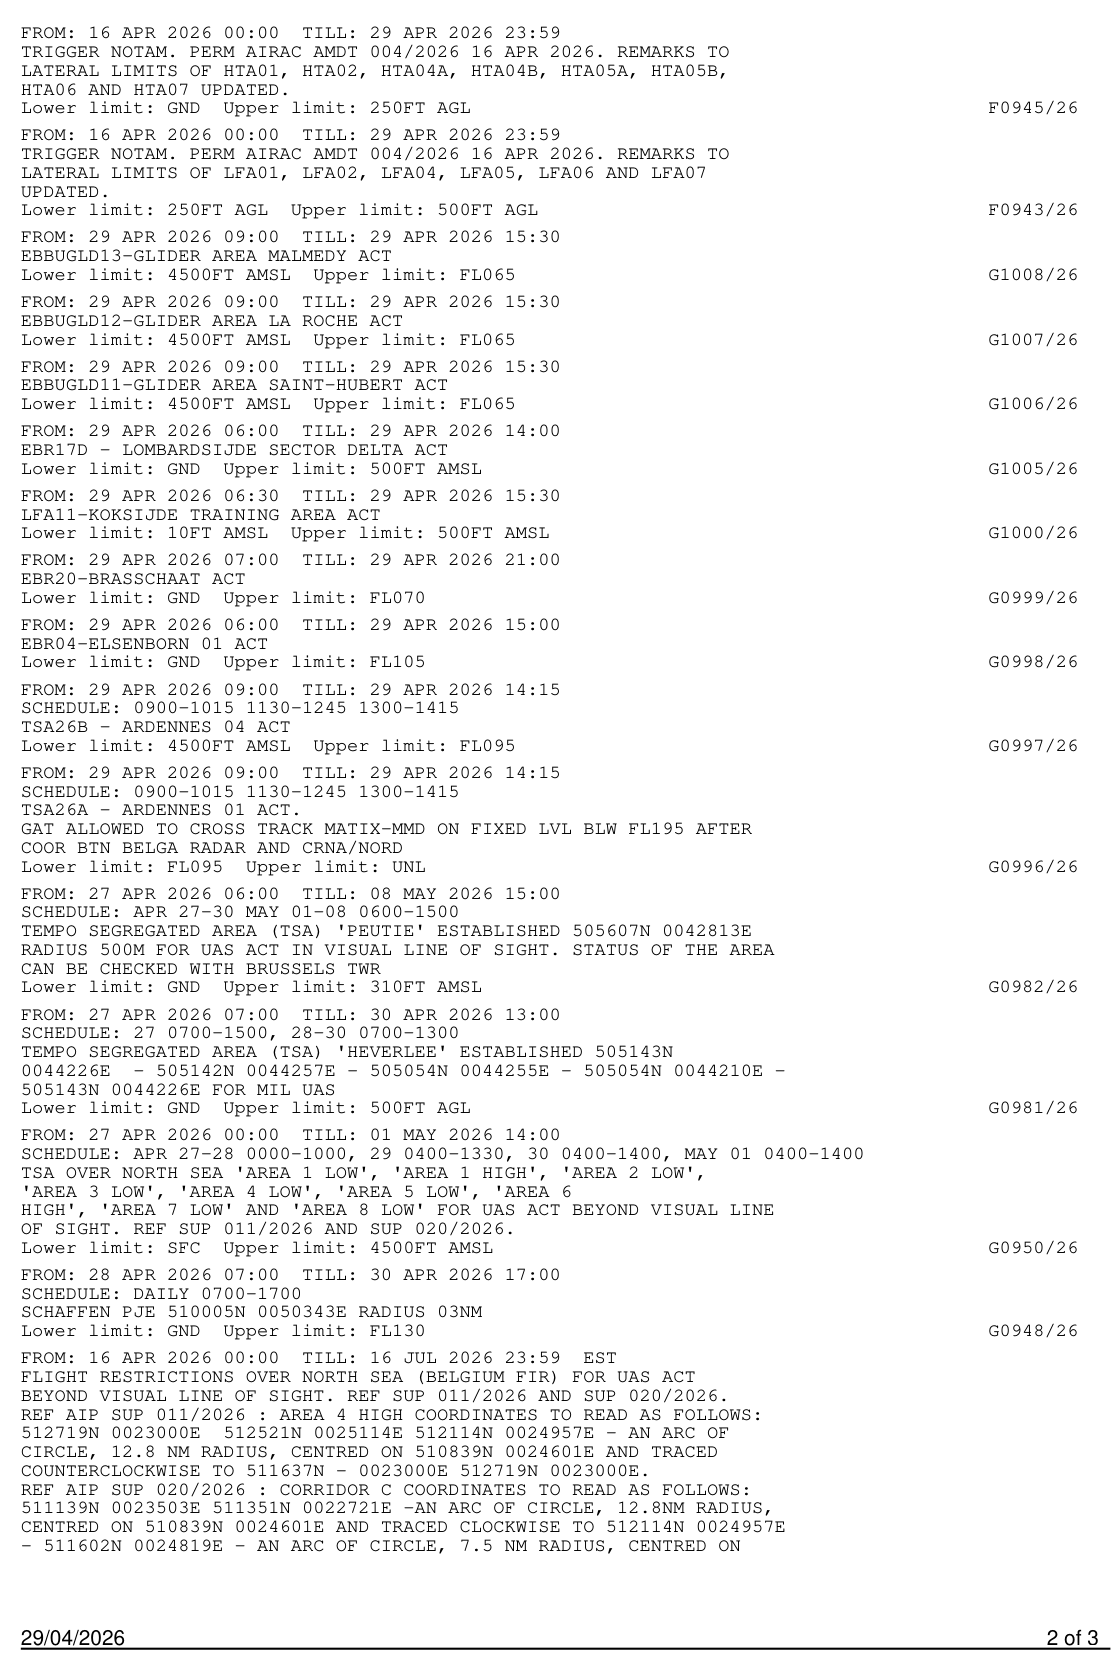 FROM: 16 APR 2026 00:00  TILL: 29 APR 2026 23:59
TRIGGER NOTAM. PERM AIRAC AMDT 004/2026 16 APR 2026. REMARKS TO
LATERAL LIMITS OF HTA01, HTA02, HTA04A, HTA04B, HTA05A, HTA05B,
HTA06 AND HTA07 UPDATED.
Lower limit: GND  Upper limit: 250FT AGL F0945/26
FROM: 16 APR 2026 00:00  TILL: 29 APR 2026 23:59
TRIGGER NOTAM. PERM AIRAC AMDT 004/2026 16 APR 2026. REMARKS TO
LATERAL LIMITS OF LFA01, LFA02, LFA04, LFA05, LFA06 AND LFA07
UPDATED.
Lower limit: 250FT AGL  Upper limit: 500FT AGL F0943/26
FROM: 29 APR 2026 09:00  TILL: 29 APR 2026 15:30
EBBUGLD13-GLIDER AREA MALMEDY ACT
Lower limit: 4500FT AMSL  Upper limit: FL065 G1008/26
FROM: 29 APR 2026 09:00  TILL: 29 APR 2026 15:30
EBBUGLD12-GLIDER AREA LA ROCHE ACT
Lower limit: 4500FT AMSL  Upper limit: FL065 G1007/26
FROM: 29 APR 2026 09:00  TILL: 29 APR 2026 15:30
EBBUGLD11-GLIDER AREA SAINT-HUBERT ACT
Lower limit: 4500FT AMSL  Upper limit: FL065 G1006/26
FROM: 29 APR 2026 06:00  TILL: 29 APR 2026 14:00
EBR17D - LOMBARDSIJDE SECTOR DELTA ACT
Lower limit: GND  Upper limit: 500FT AMSL G1005/26
FROM: 29 APR 2026 06:30  TILL: 29 APR 2026 15:30
LFA11-KOKSIJDE TRAINING AREA ACT
Lower limit: 10FT AMSL  Upper limit: 500FT AMSL G1000/26
FROM: 29 APR 2026 07:00  TILL: 29 APR 2026 21:00
EBR20-BRASSCHAAT ACT
Lower limit: GND  Upper limit: FL070 G0999/26
FROM: 29 APR 2026 06:00  TILL: 29 APR 2026 15:00
EBR04-ELSENBORN 01 ACT
Lower limit: GND  Upper limit: FL105 G0998/26
FROM: 29 APR 2026 09:00  TILL: 29 APR 2026 14:15
SCHEDULE: 0900-1015 1130-1245 1300-1415
TSA26B - ARDENNES 04 ACT
Lower limit: 4500FT AMSL  Upper limit: FL095 G0997/26
FROM: 29 APR 2026 09:00  TILL: 29 APR 2026 14:15
SCHEDULE: 0900-1015 1130-1245 1300-1415
TSA26A - ARDENNES 01 ACT.
GAT ALLOWED TO CROSS TRACK MATIX-MMD ON FIXED LVL BLW FL195 AFTER
COOR BTN BELGA RADAR AND CRNA/NORD
Lower limit: FL095  Upper limit: UNL G0996/26
FROM: 27 APR 2026 06:00  TILL: 08 MAY 2026 15:00
SCHEDULE: APR 27-30 MAY 01-08 0600-1500
TEMPO SEGREGATED AREA (TSA) 'PEUTIE' ESTABLISHED 505607N 0042813E
RADIUS 500M FOR UAS ACT IN VISUAL LINE OF SIGHT. STATUS OF THE AREA
CAN BE CHECKED WITH BRUSSELS TWR
Lower limit: GND  Upper limit: 310FT AMSL G0982/26
FROM: 27 APR 2026 07:00  TILL: 30 APR 2026 13:00
SCHEDULE: 27 0700-1500, 28-30 0700-1300
TEMPO SEGREGATED AREA (TSA) 'HEVERLEE' ESTABLISHED 505143N
0044226E  - 505142N 0044257E - 505054N 0044255E - 505054N 0044210E -
505143N 0044226E FOR MIL UAS
Lower limit: GND  Upper limit: 500FT AGL G0981/26
FROM: 27 APR 2026 00:00  TILL: 01 MAY 2026 14:00
SCHEDULE: APR 27-28 0000-1000, 29 0400-1330, 30 0400-1400, MAY 01 0400-1400
TSA OVER NORTH SEA 'AREA 1 LOW', 'AREA 1 HIGH', 'AREA 2 LOW',
'AREA 3 LOW', 'AREA 4 LOW', 'AREA 5 LOW', 'AREA 6
HIGH', 'AREA 7 LOW' AND 'AREA 8 LOW' FOR UAS ACT BEYOND VISUAL LINE
OF SIGHT. REF SUP 011/2026 AND SUP 020/2026.
Lower limit: SFC  Upper limit: 4500FT AMSL G0950/26
FROM: 28 APR 2026 07:00  TILL: 30 APR 2026 17:00
SCHEDULE: DAILY 0700-1700
SCHAFFEN PJE 510005N 0050343E RADIUS 03NM
Lower limit: GND  Upper limit: FL130 G0948/26
FROM: 16 APR 2026 00:00  TILL: 16 JUL 2026 23:59  EST
FLIGHT RESTRICTIONS OVER NORTH SEA (BELGIUM FIR) FOR UAS ACT
BEYOND VISUAL LINE OF SIGHT. REF SUP 011/2026 AND SUP 020/2026.
REF AIP SUP 011/2026 : AREA 4 HIGH COORDINATES TO READ AS FOLLOWS:
512719N 0023000E  512521N 0025114E 512114N 0024957E - AN ARC OF
CIRCLE, 12.8 NM RADIUS, CENTRED ON 510839N 0024601E AND TRACED
COUNTERCLOCKWISE TO 511637N - 0023000E 512719N 0023000E.
REF AIP SUP 020/2026 : CORRIDOR C COORDINATES TO READ AS FOLLOWS:
511139N 0023503E 511351N 0022721E -AN ARC OF CIRCLE, 12.8NM RADIUS,
CENTRED ON 510839N 0024601E AND TRACED CLOCKWISE TO 512114N 0024957E
- 511602N 0024819E - AN ARC OF CIRCLE, 7.5 NM RADIUS, CENTRED ON
29/04/2026 2 of 3